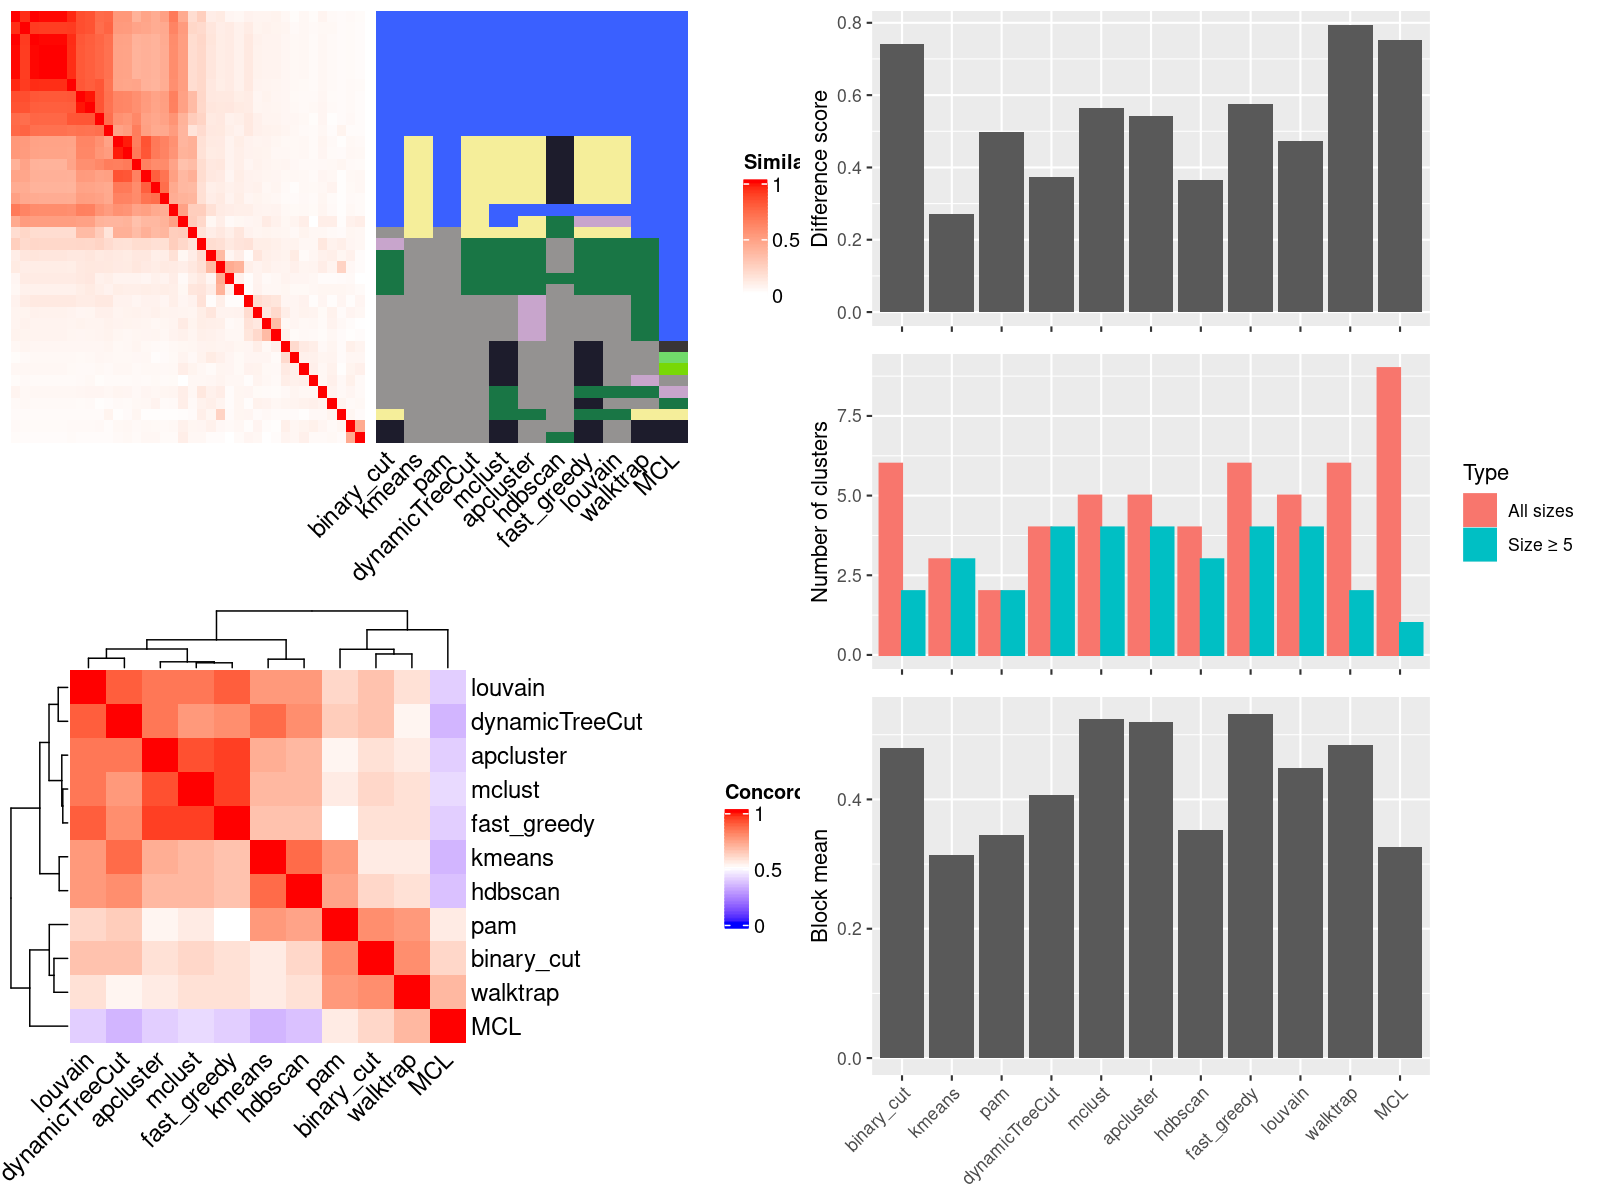 Simila
1
0.5
0
binary_cut
kmeans
pam
dynamicTreeCut
mclust
apcluster
hdbscan
fast_greedy
louvain
walktrap
MCL
louvain
dynamicTreeCut
apcluster
mclust
fast_greedy
kmeans
hdbscan
pam
binary_cut
walktrap
MCL
Concord
1
0.5
0
louvain
dynamicTreeCut
apcluster
mclust
fast_greedy
kmeans
hdbscan
pam
binary_cut
walktrap
MCL
Difference score
0.8
0.6
0.4
0.2
0.0
Number of clusters
7.5
5.0
2.5
0.0
Type
All sizes
Size ≥ 5
Block mean
0.4
0.2
0.0
binary_cut
kmeans
pam
dynamicTreeCut
mclust
apcluster
hdbscan
fast_greedy
louvain
walktrap
MCL